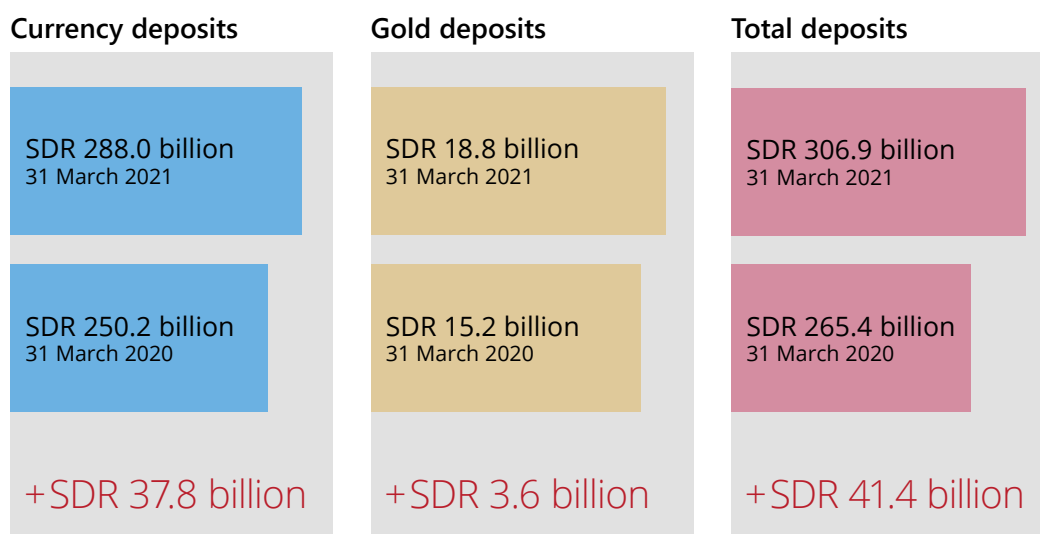 Currency deposits
SDR 288.0 billion
31 March 2021
SDR 250.2 billion
31 March 2020
+SDR 37.8 billion
Gold deposits
SDR 18.8 billion
31 March 2021
SDR 15.2 billion
31 March 2020
+SDR 3.6 billion
Total deposits
SDR 306.9 billion
31 March 2021
SDR 265.4 billion
31 March 2020
+SDR 41.4 billion